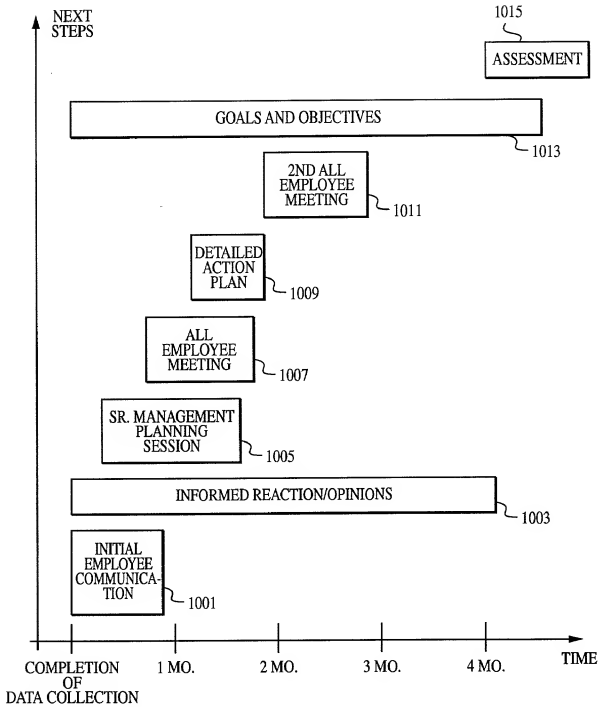 NEXT
STEPS
1015
ASSESSMENT
GOALS AND OBJECTIVES
1013
2ND ALL
EMPLOYEE
MEETING
1011
DETAILED
ACTION
PLAN
1009
ALL
EMPLOYEE
MEETING
1007
SR. MANAGEMENT
PLANNING
SESSION
1005
INFORMED REACTION/OPINIONS
1003
INITIAL
EMPLOYEE
COMMUNICA-
TION
1001
COMPLETION
OF
DATA COLLECTION
1 MO.
2 MO.
3 MO.
4 MO.
TIME